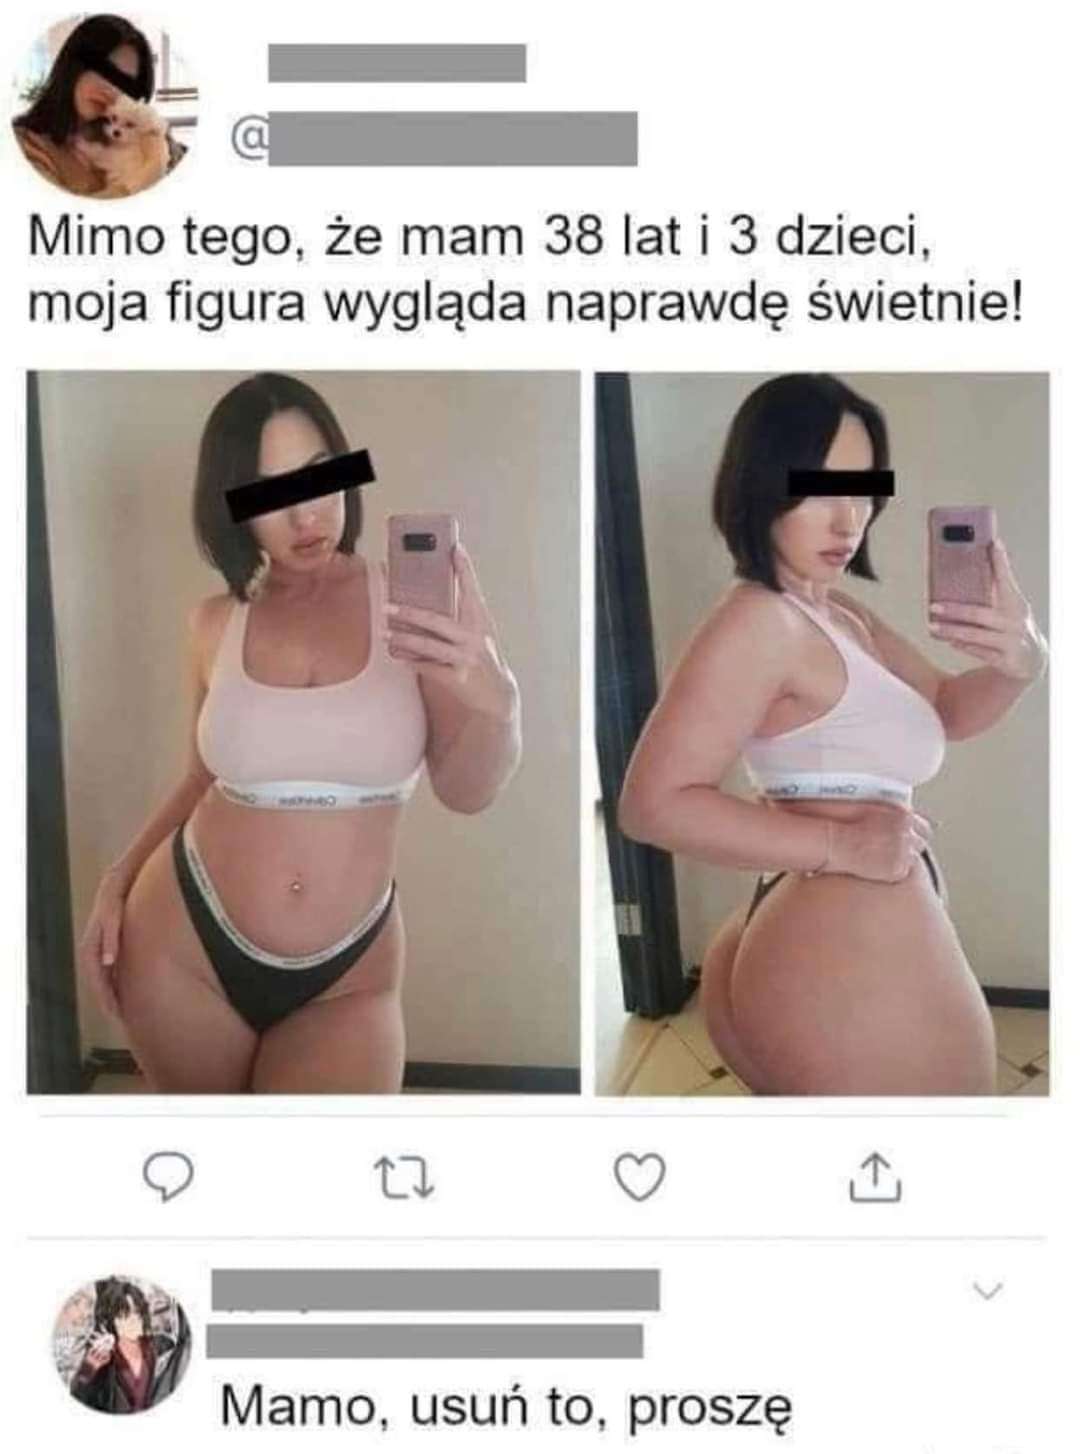 @
Mimo tego, że mam 38 lat i 3 dzieci,
moja figura wygląda naprawdę świetnie!
Mamo, usuń to, proszę